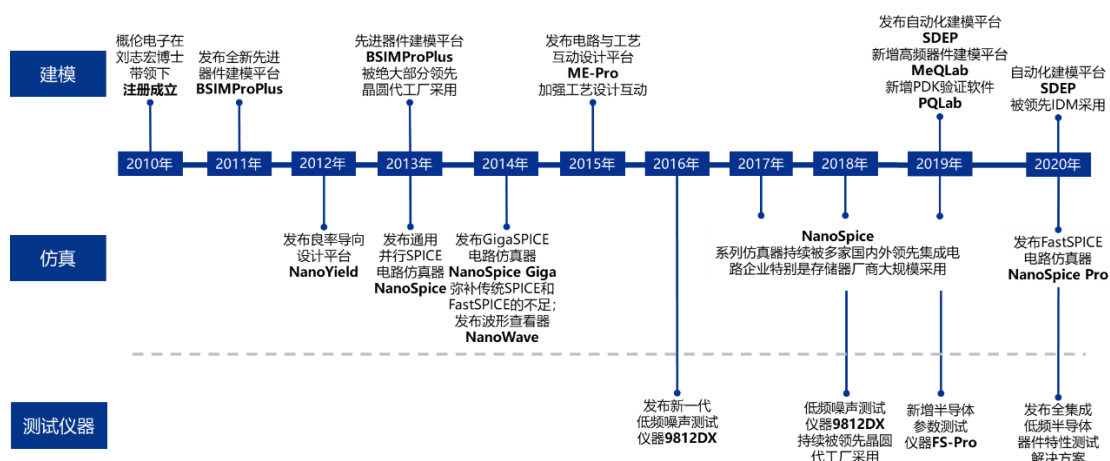 建模
概伦电子在
刘志宏博士
带领下
注册成立
发布全新先进
器件建模平台
BSIMProPlus
先进器件建模平台
BSIMProPlus
被绝大部分领先
晶圆代工厂采用
发布电路与工艺
互动设计平台
ME-Pro
加强工艺设计互动
发布自动化建模平台
SDEP
新增高频器件建模平台
MeQLab
新增PDK验证软件
PQLab
自动化建模平台
SDEP
被领先IDM采用
2010年
2011年
2012年
2013年
2014年
2015年
2016年
2017年
2018年
2019年
2020年
仿真
发布良率导向
设计平台
NanoYield
发布通用
并行SPICE
电路仿真器
NanoSpice
发布GigaSPICE
电路仿真器
NanoSpice Giga
弥补传统SPICE和
FastSPICE的不足；
发布波形查看器
NanoWave
NanoSpice
系列仿真器持续被多家国内外领先集成电
路企业特别是存储器厂商大规模采用
发布FastSPICE
电路仿真器
NanoSpice Pro
测试仪器
发布新一代
低频噪声测试
仪器9812DX
低频噪声测试
仪器9812DX
持续被领先晶圆
代工厂采用
新增半导体
参数测试
仪器FS-Pro
发布全集成
低频半导体
器件特性测试
解决方案